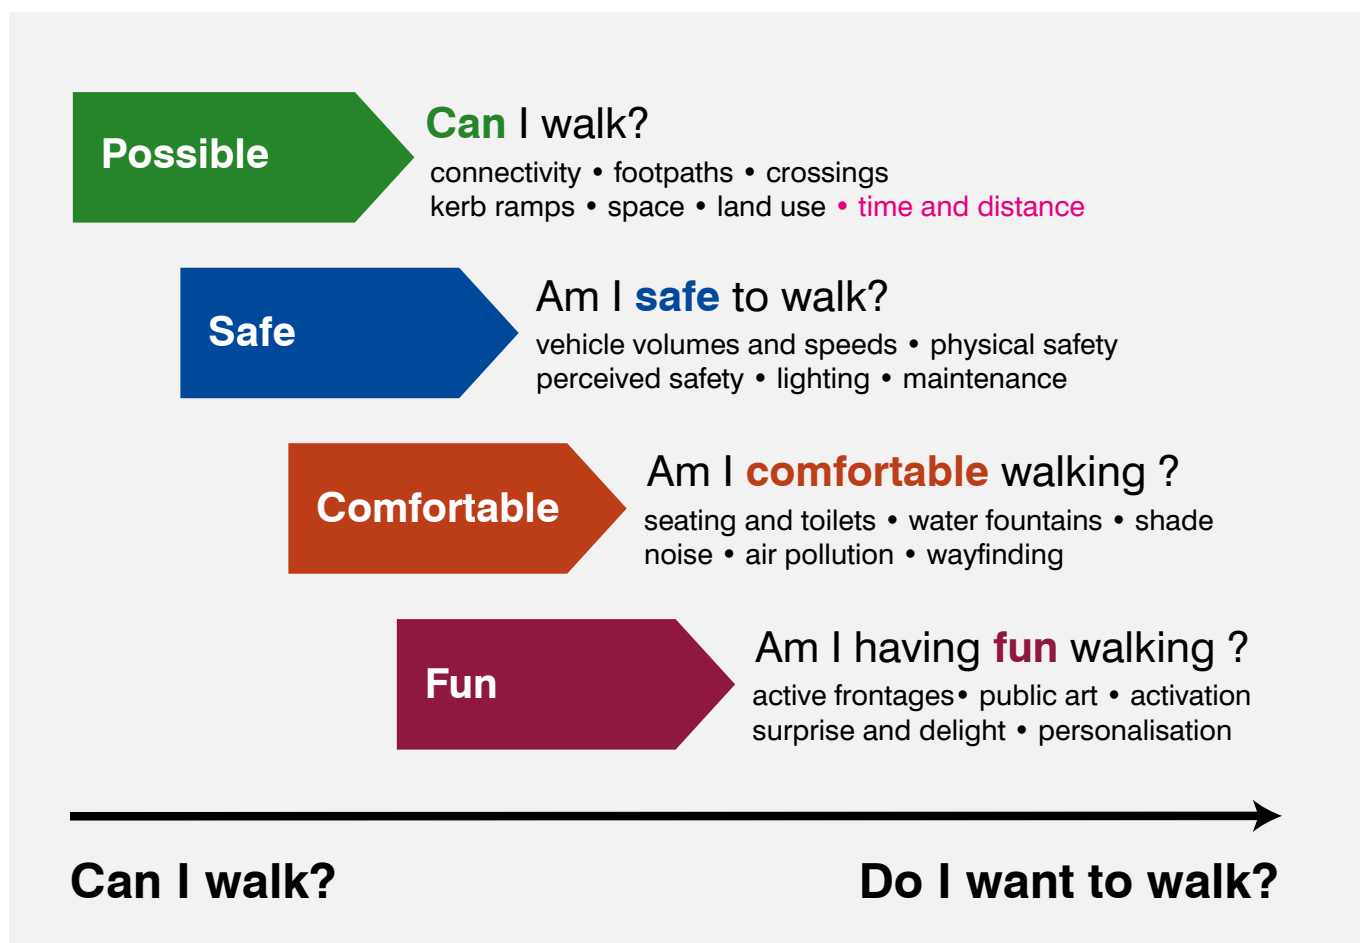 Possible
Can I walk?
connectivity • footpaths • crossings
kerb ramps • space • land use • time and distance
Safe
Am I safe to walk?
vehicle volumes and speeds • physical safety
perceived safety • lighting • maintenance
Comfortable
Am I comfortable walking ?
seating and toilets • water fountains • shade
noise • air pollution • wayfinding
Fun
Am I having fun walking ?
active frontages• public art • activation
surprise and delight • personalisation
Can I walk?
Do I want to walk?